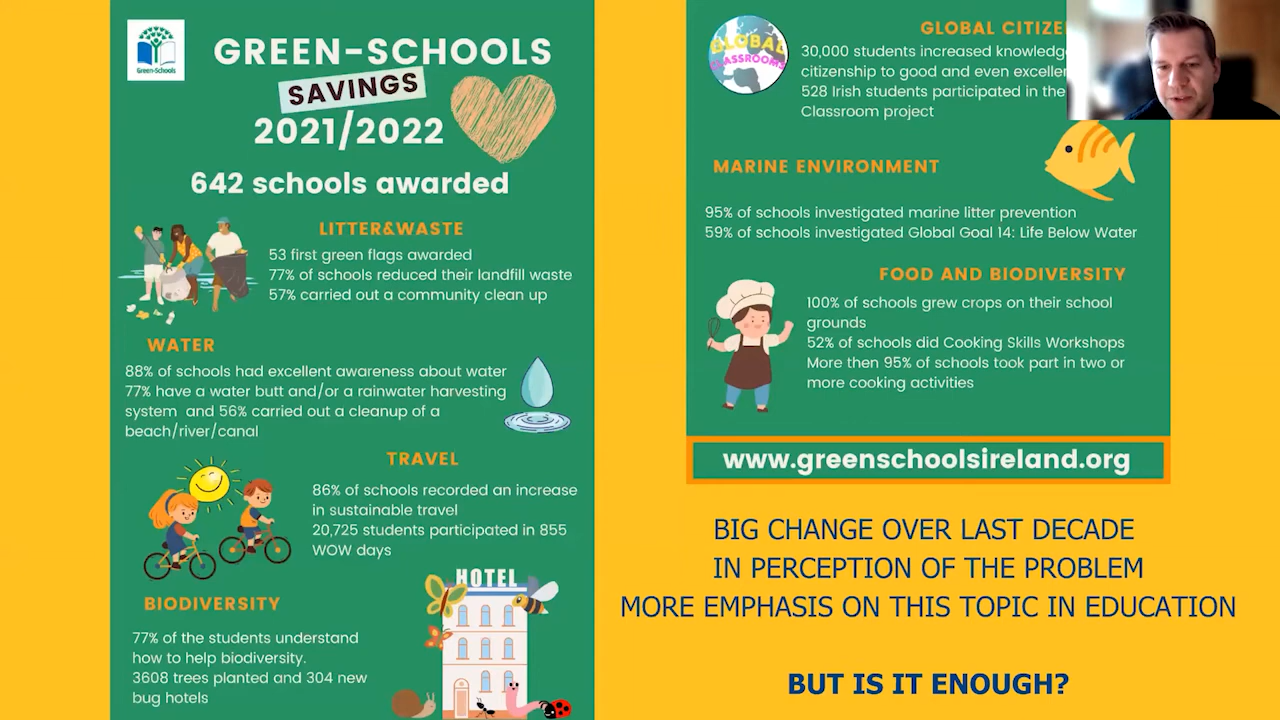 Green-Schools
GREEN-SCHOOLS
SAVINGS
2021/2022
642 schools awarded
LITTER&WASTE
53 first green flags awarded
77% of schools reduced their landfill waste
57% carried out a community clean up
WATER
88% of schools had excellent awareness about water
77% have a water butt and/or a rainwater harvesting
system and 56% carried out a cleanup of a
beach/river/canal
TRAVEL
86% of schools recorded an increase
in sustainable travel
20,725 students participated in 855
WOW days
HOTEL
BIODIVERSITY
77% of the students understand
how to help biodiversity.
3608 trees planted and 304 new
bug hotels
GLOBAL
CLASSROOMS
GLOBAL CITIZE
30,000 students increased knowledg
citizenship to good and even excellen
528 Irish students participated in the
Classroom project
MARINE ENVIRONMENT
95% of schools investigated marine litter prevention
59% of schools investigated Global Goal 14: Life Below Water
FOOD AND BIODIVERSITY
100% of schools grew crops on their school
grounds
52% of schools did Cooking Skills Workshops
More then 95% of schools took part in two or
more cooking activities
www.greenschoolsireland.org
BIG CHANGE OVER LAST DECADE
IN PERCEPTION OF THE PROBLEM
MORE EMPHASIS ON THIS TOPIC IN EDUCATION
BUT IS IT ENOUGH?